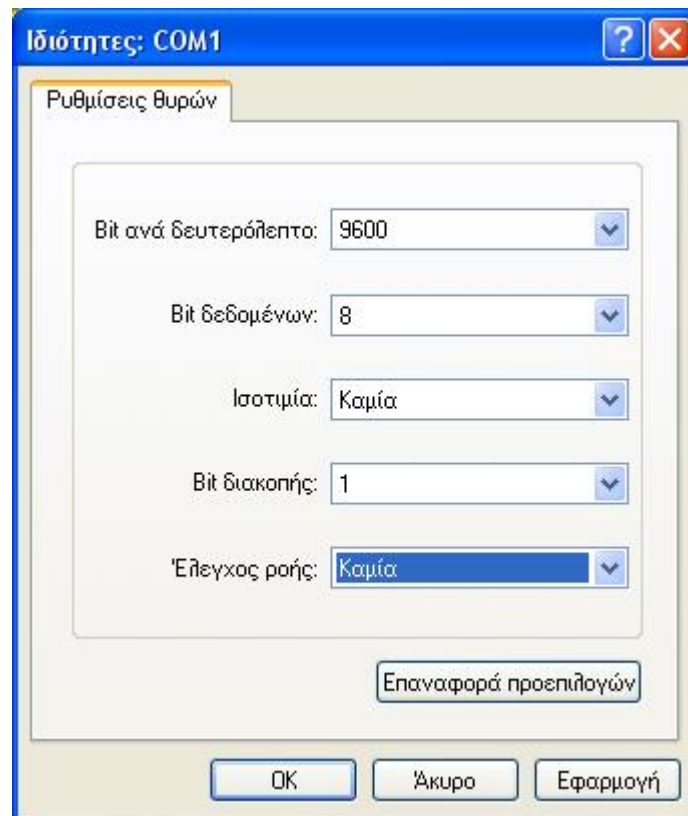 Ιδιότητες: COM1
Ρυθμίσεις θυρών
Bit ανά δευτερόλεπτο: 9600
Bit δεδομένων: 8
Ισοτιμία: Καμία
Bit διακοπής: 1
Έλεγχος ροής: Καμία
Επαναφορά προεπιλογών
OK Άκυρο Εφαρμογή